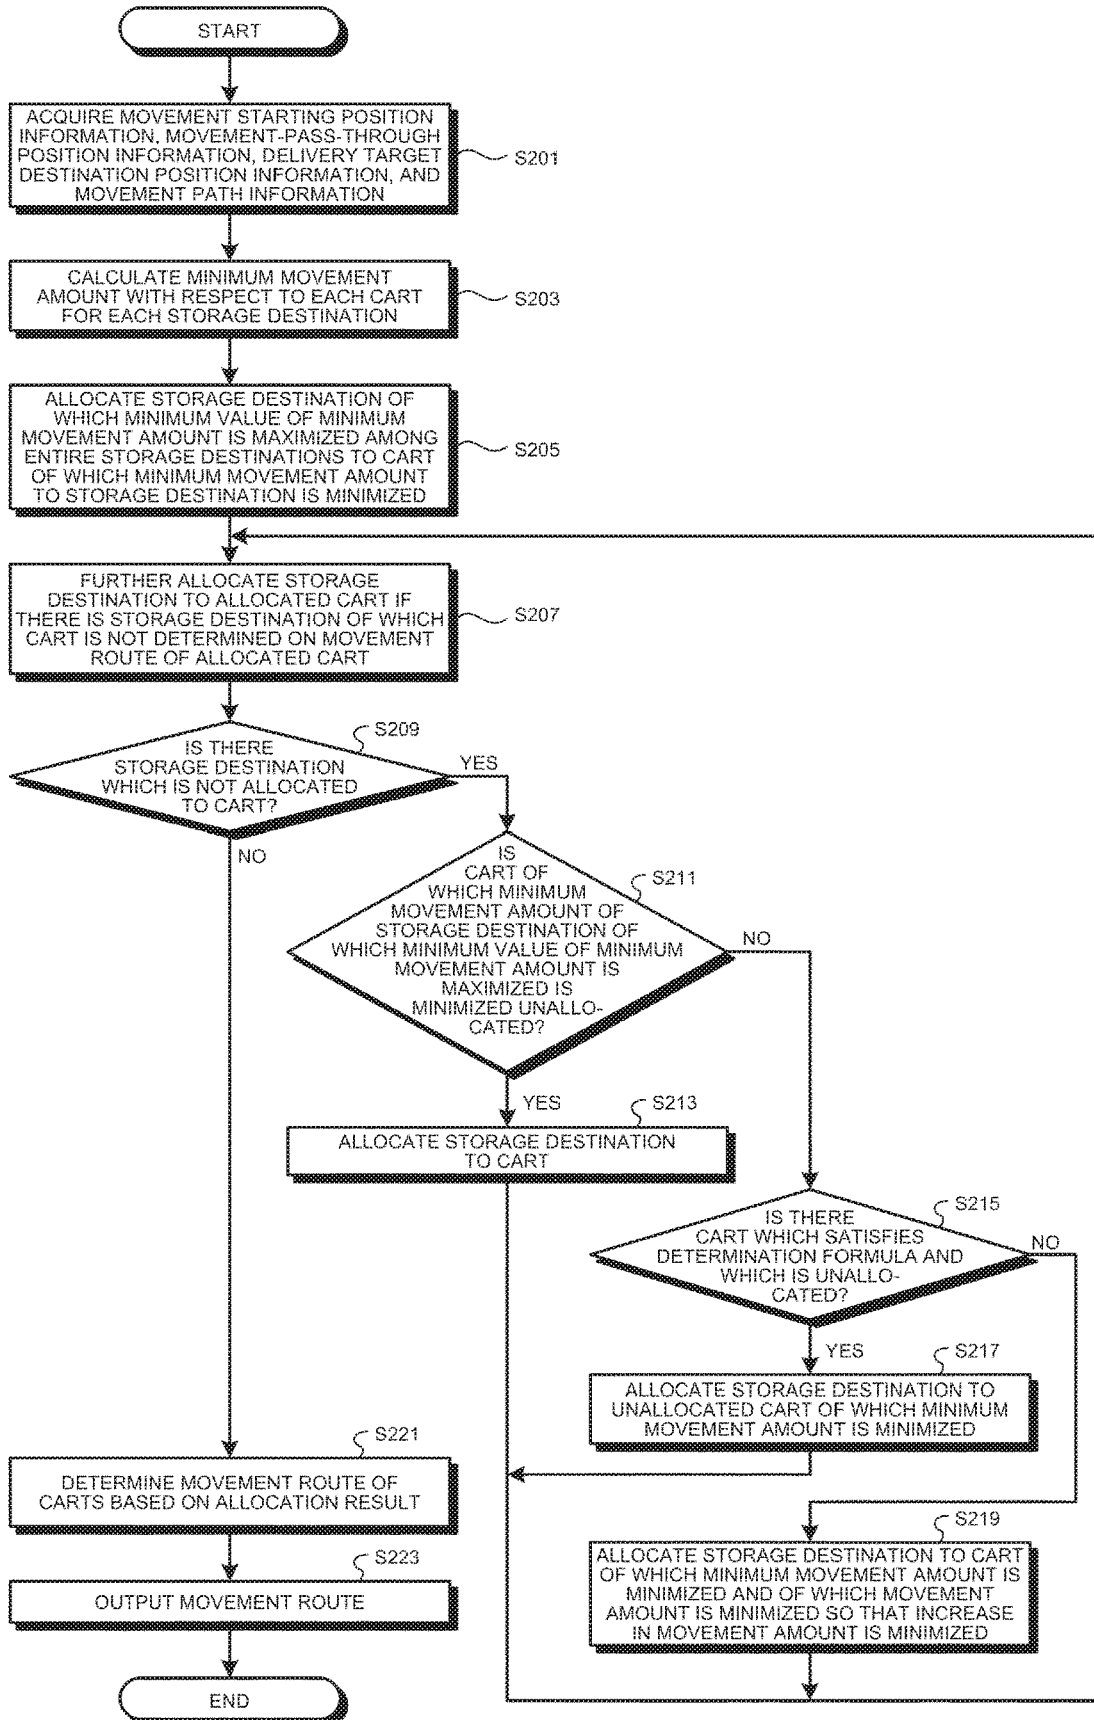 START
ACQUIRE MOVEMENT STARTING POSITION
INFORMATION, MOVEMENT-PASS-THROUGH
POSITION INFORMATION, DELIVERY TARGET
DESTINATION POSITION INFORMATION, AND
MOVEMENT PATH INFORMATION
S201
CALCULATE MINIMUM MOVEMENT
AMOUNT WITH RESPECT TO EACH CART
FOR EACH STORAGE DESTINATION
S203
ALLOCATE STORAGE DESTINATION OF
WHICH MINIMUM VALUE OF MINIMUM
MOVEMENT AMOUNT IS MAXIMIZED AMONG
ENTIRE STORAGE DESTINATIONS TO CART
OF WHICH MINIMUM MOVEMENT AMOUNT
TO STORAGE DESTINATION IS MINIMIZED
S205
FURTHER ALLOCATE STORAGE
DESTINATION TO ALLOCATED CART IF
THERE IS STORAGE DESTINATION OF WHICH
CART IS NOT DETERMINED ON MOVEMENT
ROUTE OF ALLOCATED CART
S207
S209
IS THERE
STORAGE DESTINATION
WHICH IS NOT ALLOCATED
TO CART?
YES
NO
IS
CART OF
WHICH MINIMUM
MOVEMENT AMOUNT OF
STORAGE DESTINATION OF
WHICH MINIMUM VALUE OF MINIMUM
MOVEMENT AMOUNT IS
MAXIMIZED IS
MINIMIZED UNALLO-
CATED?
S211
NO
YES
S213
ALLOCATE STORAGE DESTINATION
TO CART
S215
IS THERE
CART WHICH SATISFIES
DETERMINATION FORMULA AND
WHICH IS UNALLO-
CATED?
NO
YES
S217
ALLOCATE STORAGE DESTINATION TO
UNALLOCATED CART OF WHICH MINIMUM
MOVEMENT AMOUNT IS MINIMIZED
S219
ALLOCATE STORAGE DESTINATION TO CART
OF WHICH MINIMUM MOVEMENT AMOUNT IS
MINIMIZED AND OF WHICH MOVEMENT
AMOUNT IS MINIMIZED SO THAT INCREASE
IN MOVEMENT AMOUNT IS MINIMIZED
S221
DETERMINE MOVEMENT ROUTE OF
CARTS BASED ON ALLOCATION RESULT
S223
OUTPUT MOVEMENT ROUTE
END